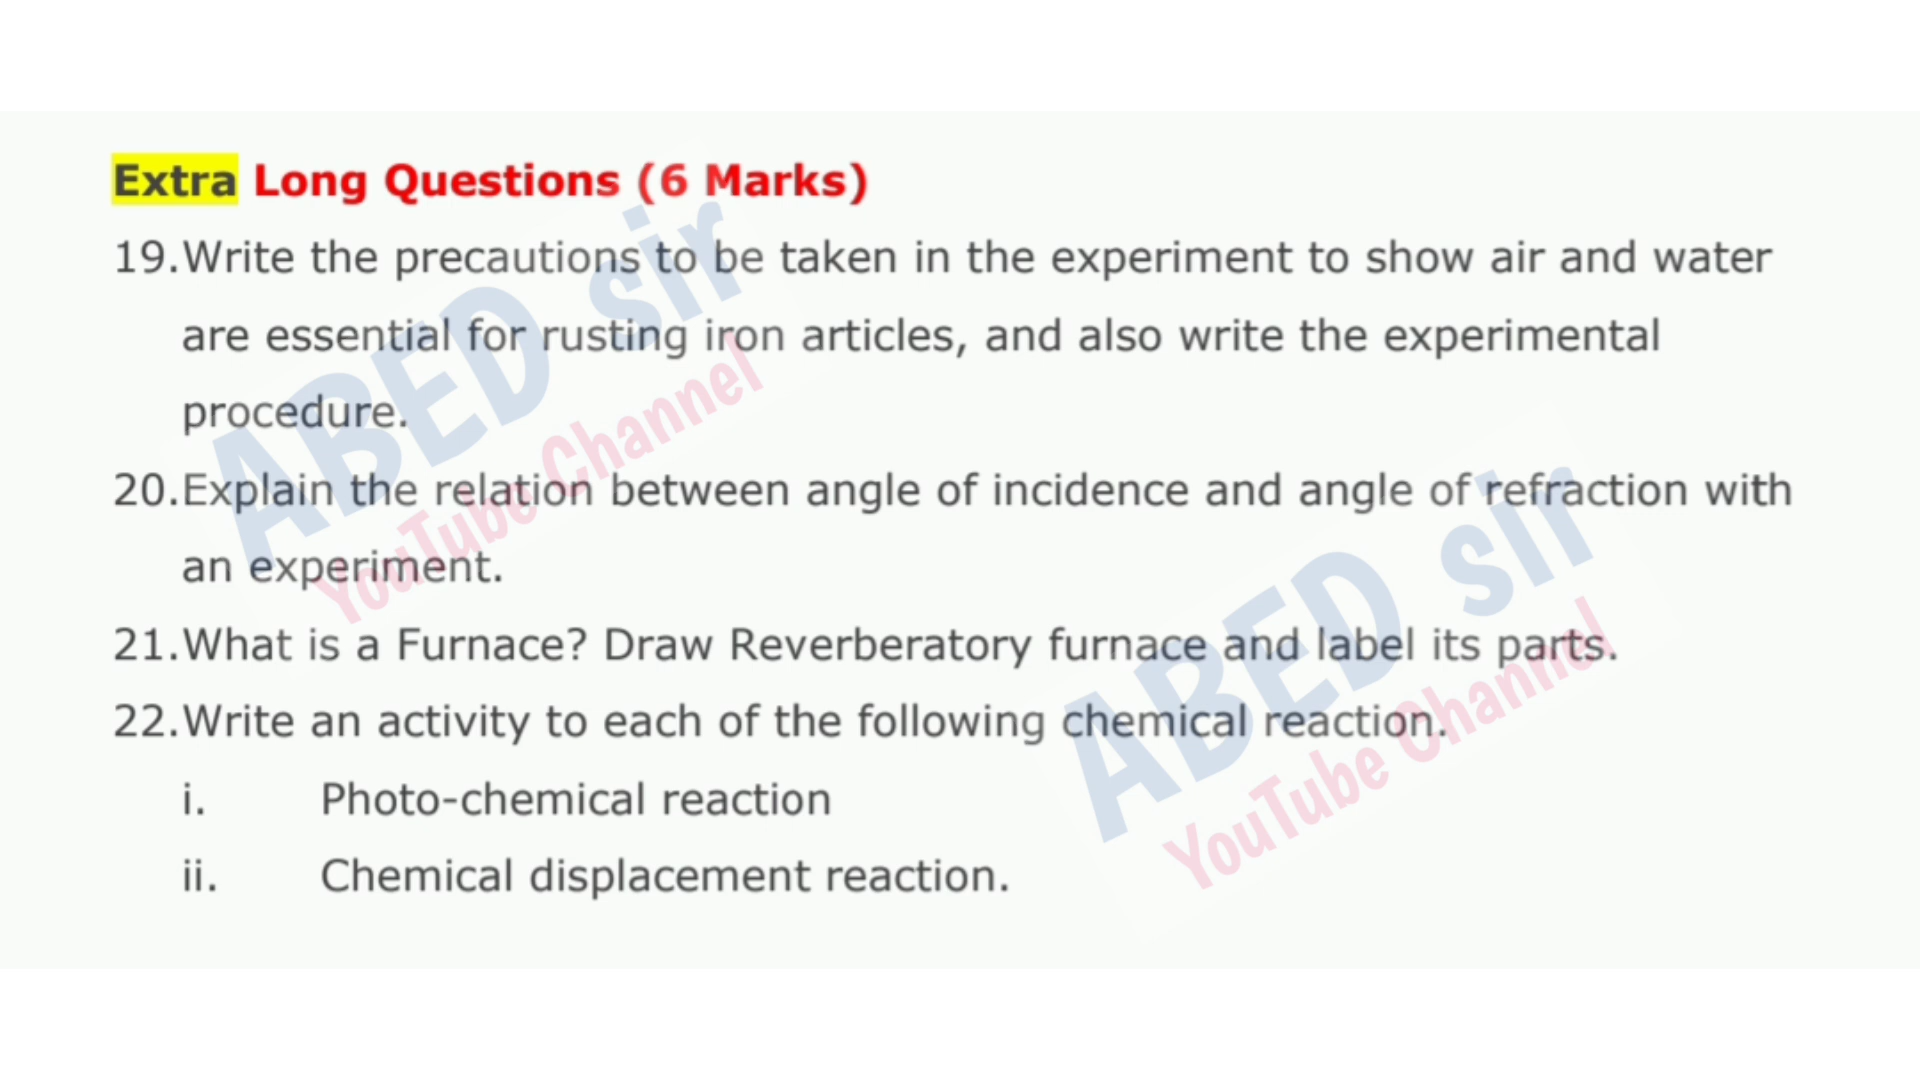 Extra Long Questions (6 Marks)
19.Write the precautions to be taken in the experiment to show air and water
are essential for rusting iron articles, and also write the experimental
procedure.
20.Explain the relation between angle of incidence and angle of refraction with
an experiment.
21.What is a Furnace? Draw Reverberatory furnace and label its parts.
22.Write an activity to each of the following chemical reaction.
i. Photo-chemical reaction
ii. Chemical displacement reaction.
ABED sir
YouTube Channel
ABED sir
YouTube Channel